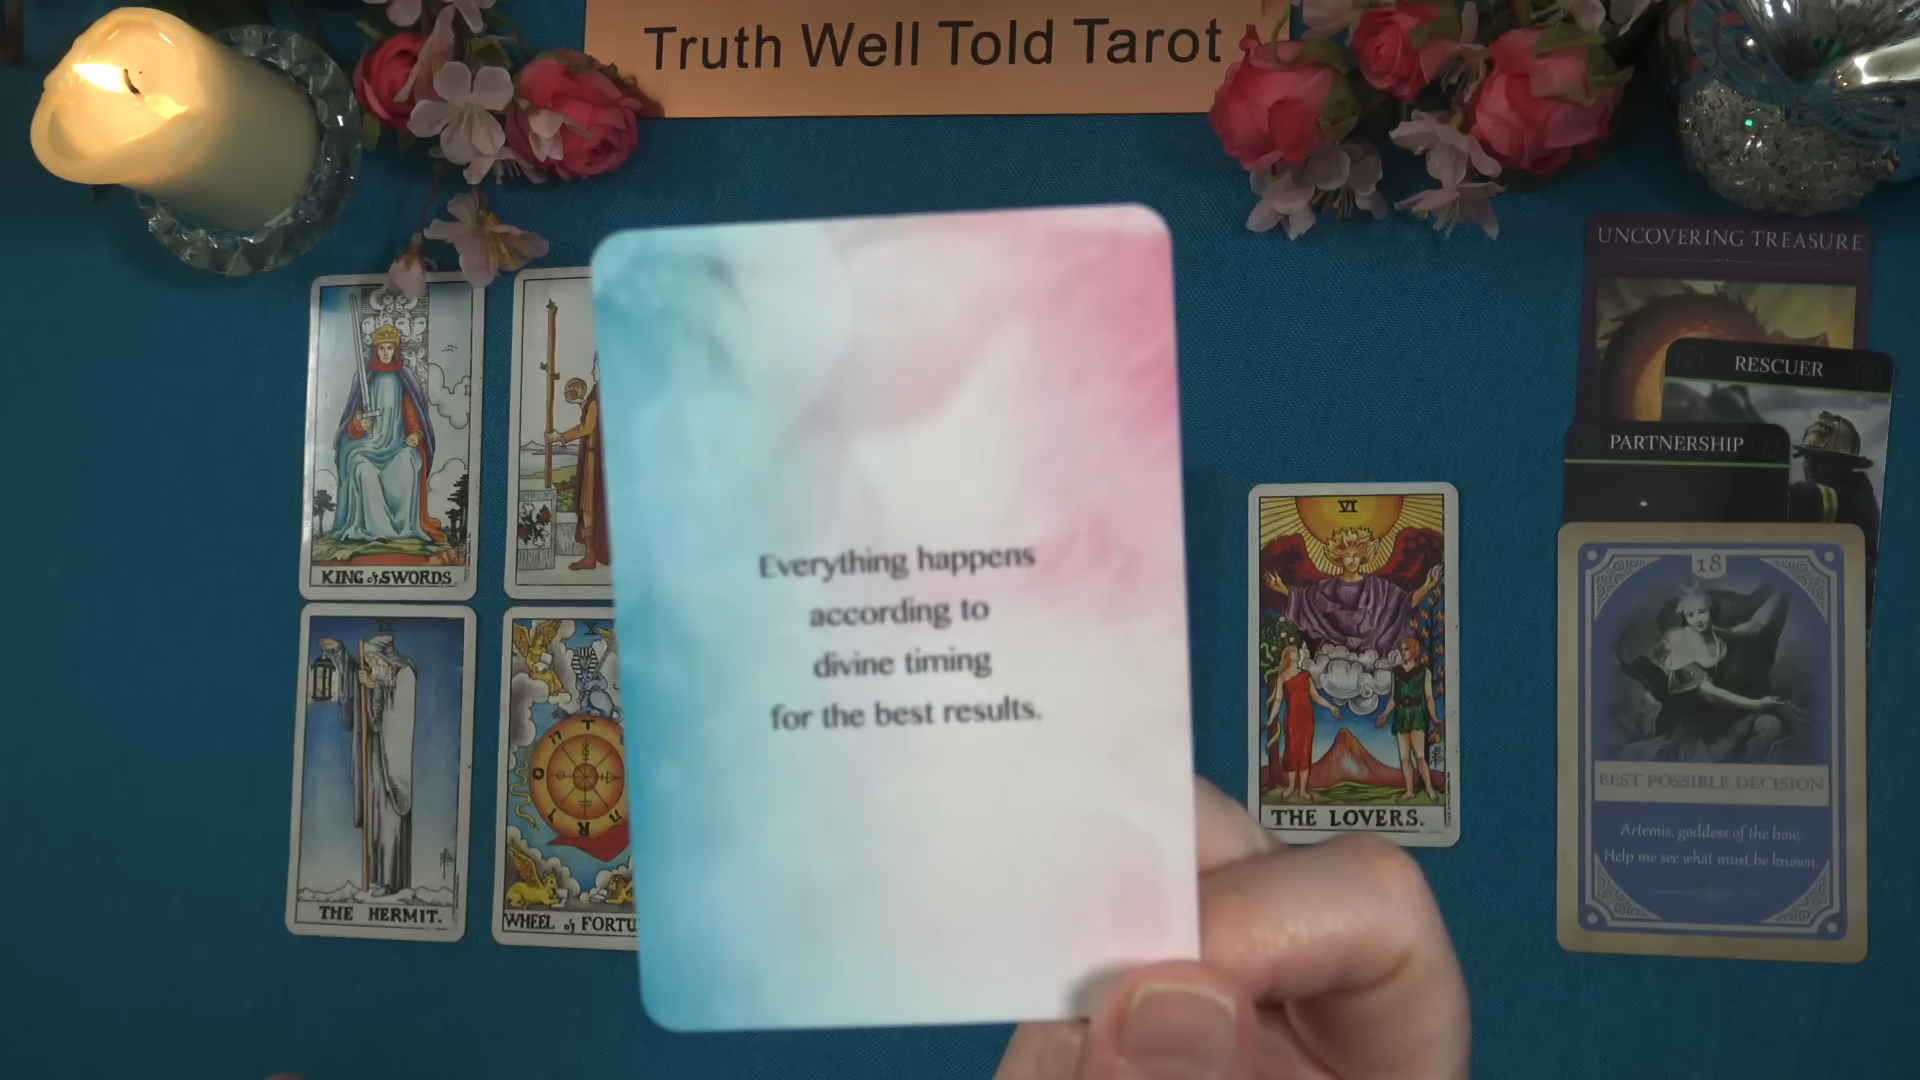 Truth Well Told Tarot
UNCOVERING TREASURE
RESCUER
PARTNERSHIP
KING of SWORDS
VI
Everything happens
according to
divine timing
for the best results.
IX
X
18
THE LOVERS.
BEST POSSIBLE DECISION
Artemis, goddess of the bow,
Help me see what must be known.
THE HERMIT.
WHEEL of FORTU